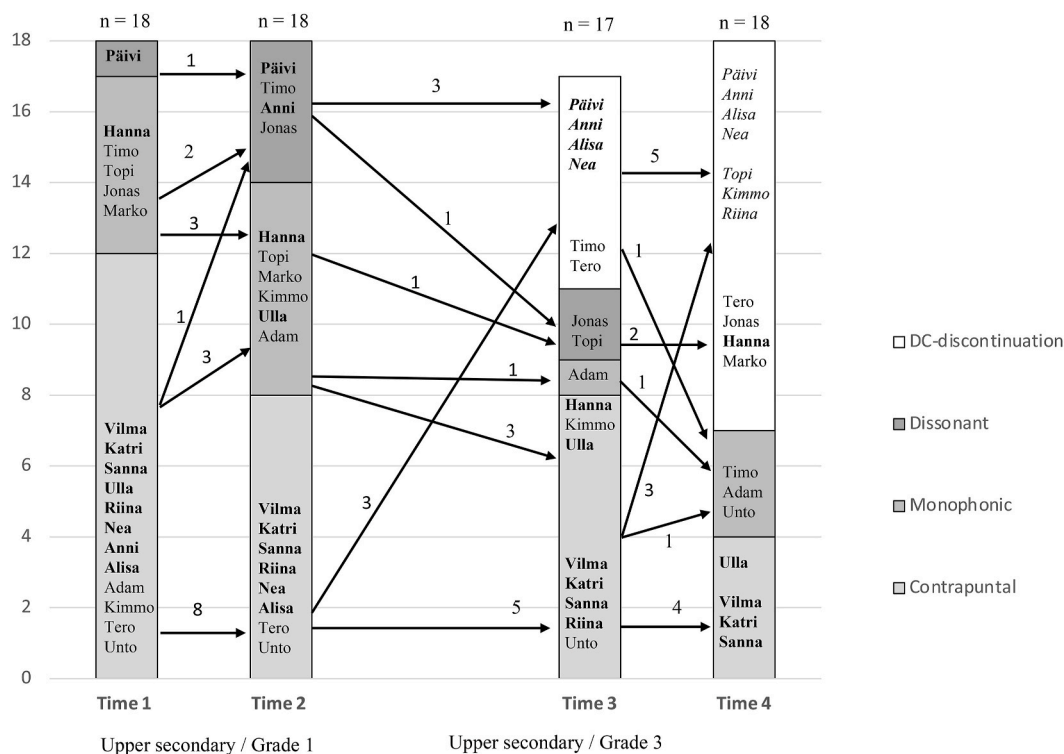 n = 18
n = 18
n = 17
n = 18
18
16
14
12
10
8
6
4
2
0
Päivi
Hanna
Timo
Topi
Jonas
Marko
Vilma
Katri
Sanna
Ulla
Riina
Nea
Anni
Alisa
Adam
Kimmo
Tero
Unto
1
2
3
1
3
8
Päivi
Timo
Anni
Jonas
Hanna
Topi
Marko
Kimmo
Ulla
Adam
Vilma
Katri
Sanna
Riina
Nea
Alisa
Tero
Unto
3
1
1
1
3
3
5
Päivi
Anni
Alisa
Nea
Timo
Tero
Jonas
Topi
Adam
Hanna
Kimmo
Ulla
Vilma
Katri
Sanna
Riina
Unto
5
1
2
1
3
1
4
Päivi
Anni
Alisa
Nea
Topi
Kimmo
Riina
Tero
Jonas
Hanna
Marko
Timo
Adam
Unto
Ulla
Vilma
Katri
Sanna
DC-discontinuation
Dissonant
Monophonic
Contrapuntal
Time 1
Time 2
Time 3
Time 4
Upper secondary / Grade 1
Upper secondary / Grade 3